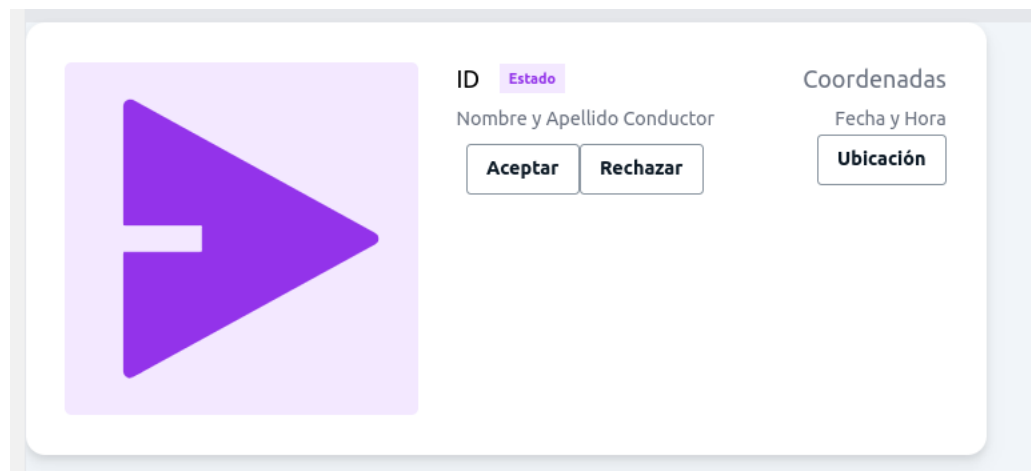 ID Estado
Nombre y Apellido Conductor
Aceptar Rechazar
Coordenadas
Fecha y Hora
Ubicación